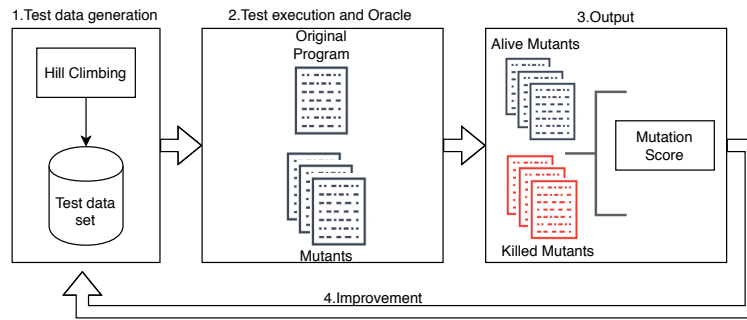 1.Test data generation
2.Test execution and Oracle
3.Output
Hill Climbing
Test data
set
Original
Program
Mutants
Alive Mutants
Killed Mutants
Mutation
Score
4.Improvement